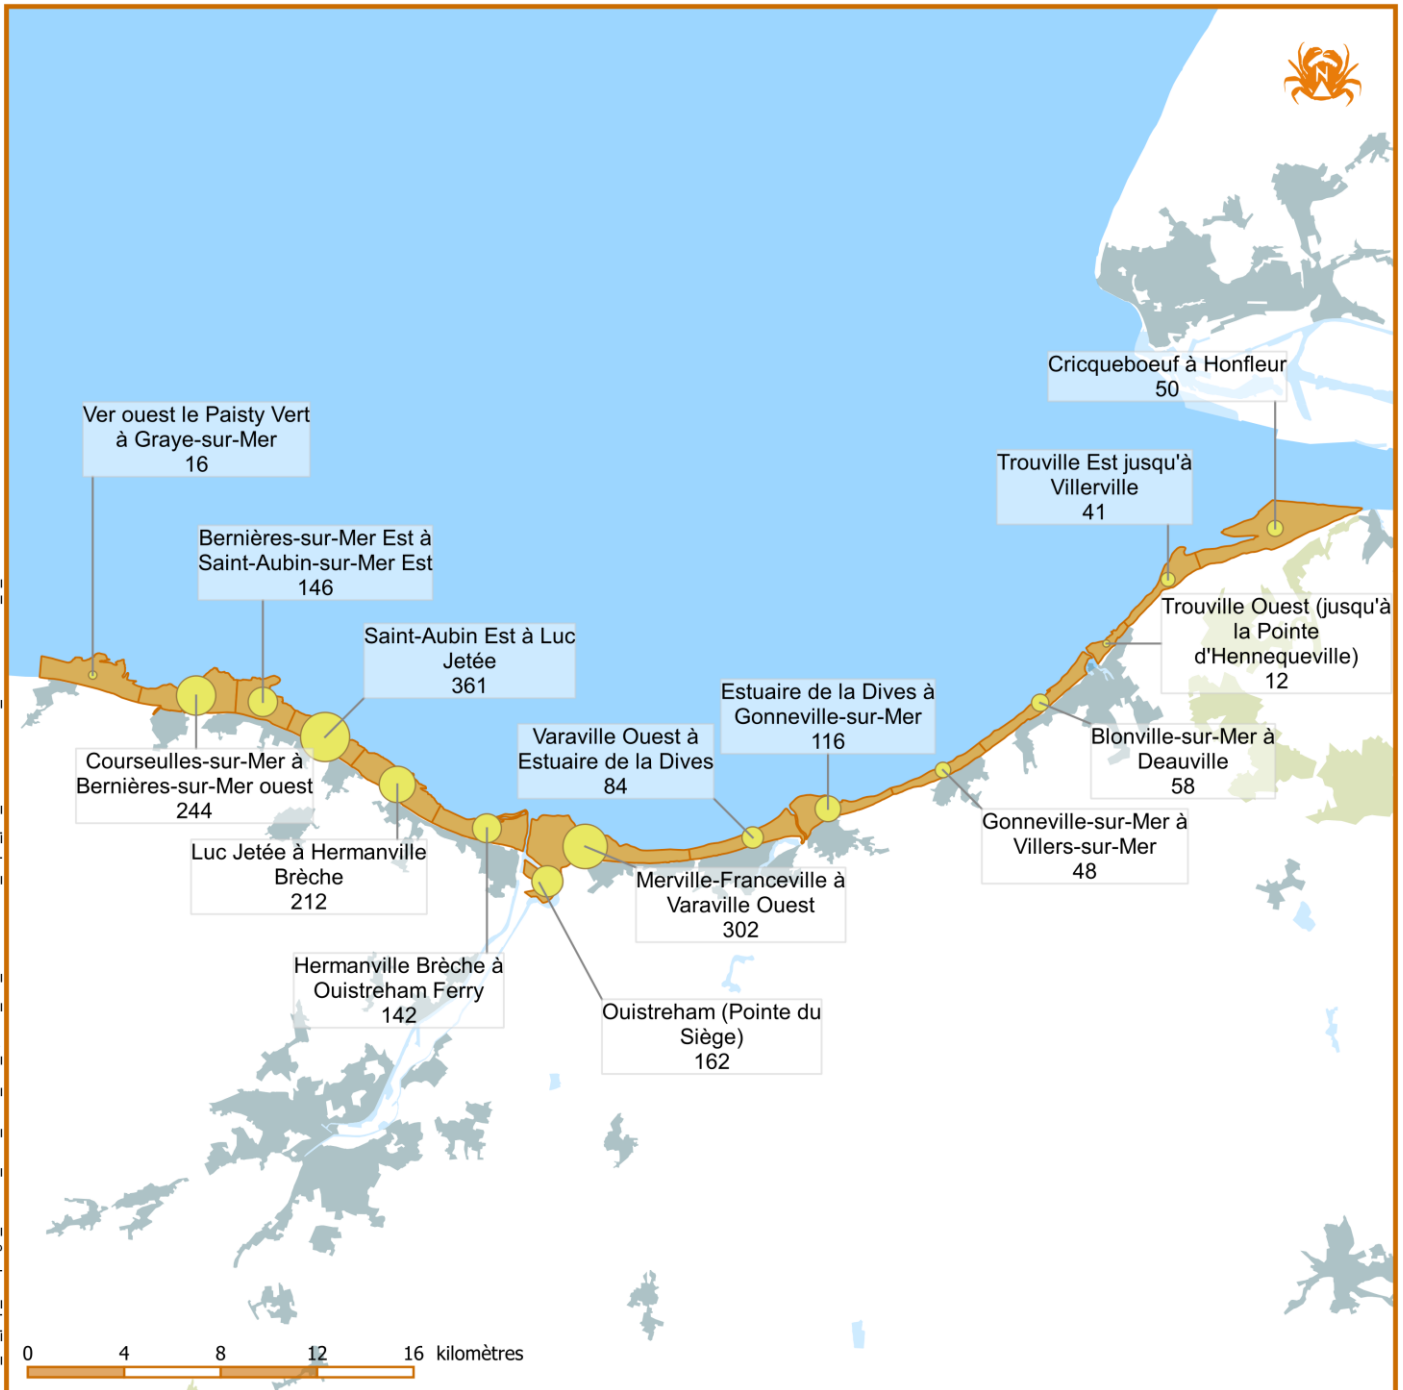 N
Cricqueboeuf à Honfleur
50
Ver ouest le Paisty Vert
à Graye-sur-Mer
16
Trouville Est jusqu'à
Villerville
41
Bernières-sur-Mer Est à
Saint-Aubin-sur-Mer Est
146
Trouville Ouest (jusqu'à
la Pointe
d'Hennequeville)
12
Saint-Aubin Est à Luc
Jetée
361
Estuaire de la Dives à
Gonneville-sur-Mer
116
Varaville Ouest à
Estuaire de la Dives
84
Blonville-sur-Mer à
Deauville
58
Courseulles-sur-Mer à
Bernières-sur-Mer ouest
244
Gonneville-sur-Mer à
Villers-sur-Mer
48
Luc Jetée à Hermanville
Brèche
212
Merville-Franceville à
Varaville Ouest
302
Hermanville Brèche à
Ouistreham Ferry
142
Ouistreham (Pointe du
Siège)
162
0 4 8 12 16 kilomètres